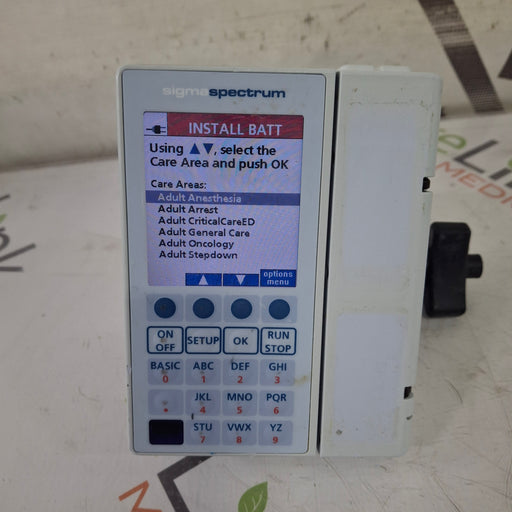 sigmaspectrum
INSTALL BATT
Using ▲▼, select the
Care Area and push OK
Care Areas:
Adult Anesthesia
Adult Arrest
Adult CriticalCareED
Adult General Care
Adult Oncology
Adult Stepdown
▲ ▼ options
menu
ON
OFF
SETUP
OK
RUN
STOP
BASIC ABC DEF GHI
0 1 2 3
. JKL MNO PQR
4 5 6
STU VWX YZ
7 8 9